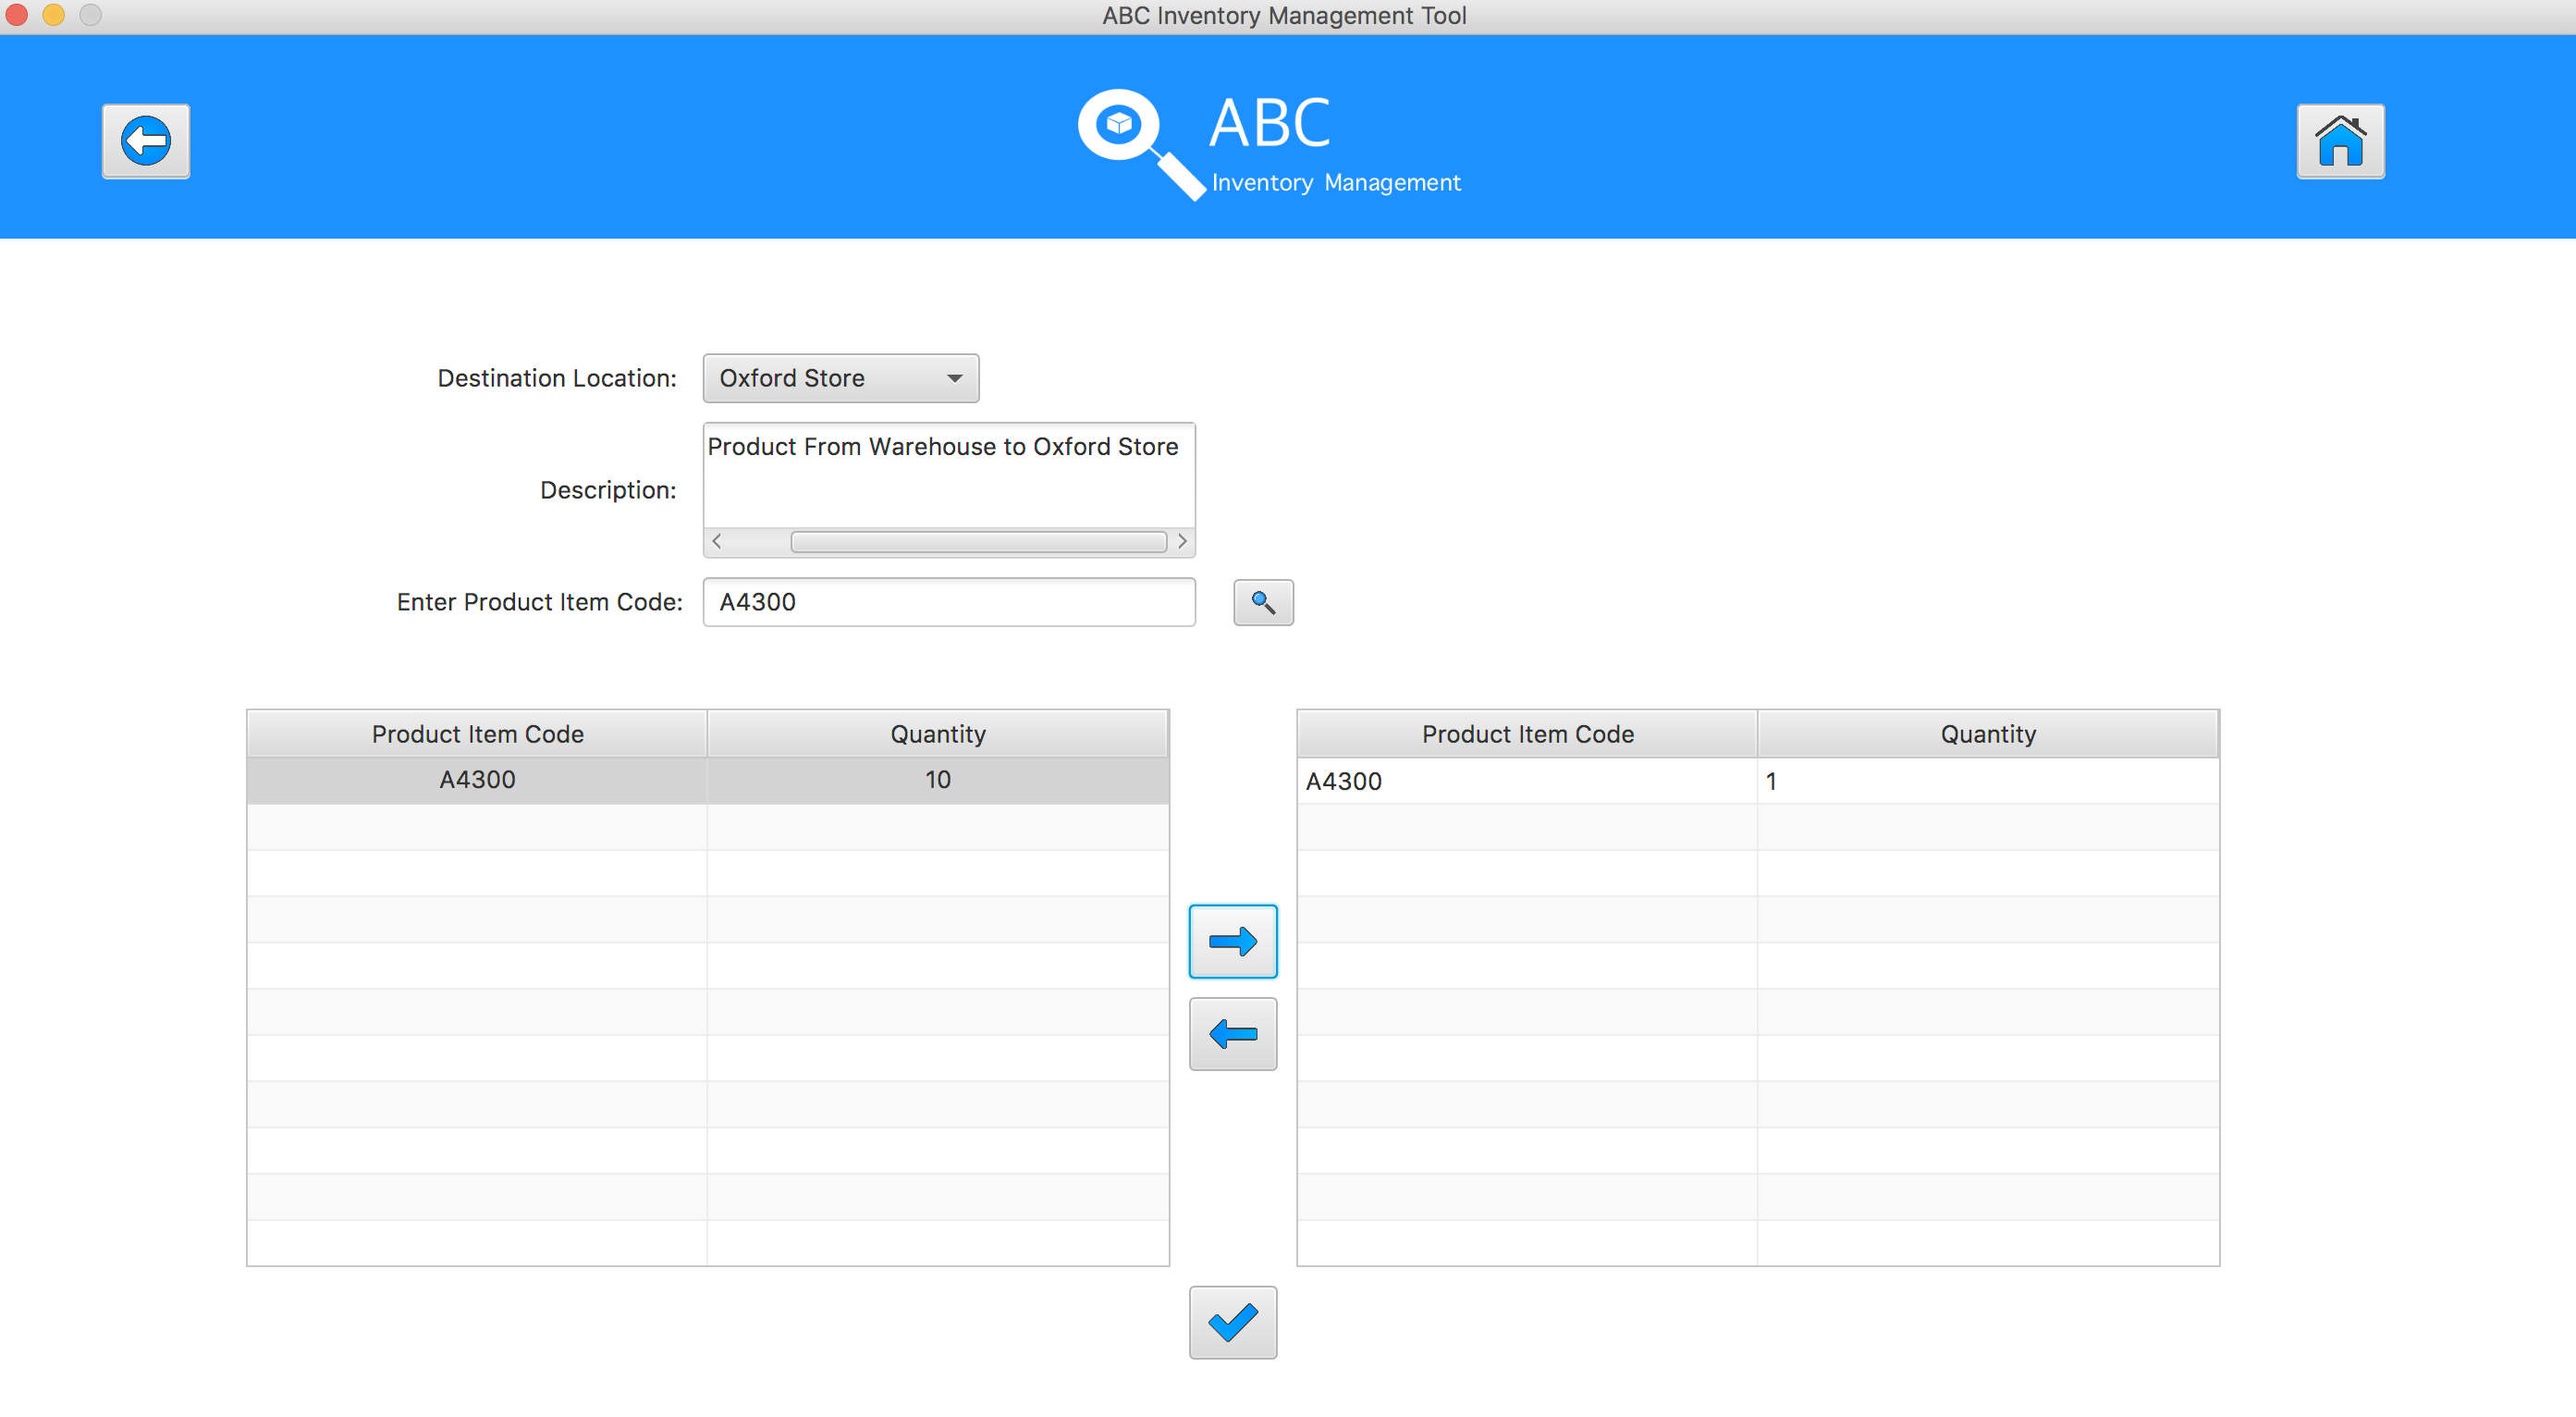 ABC Inventory Management Tool
ABC
Inventory Management
Destination Location: Oxford Store
Product From Warehouse to Oxford Store
Description:
Enter Product Item Code: A4300
Product Item Code Quantity Product Item Code Quantity
A4300 10 A4300 1